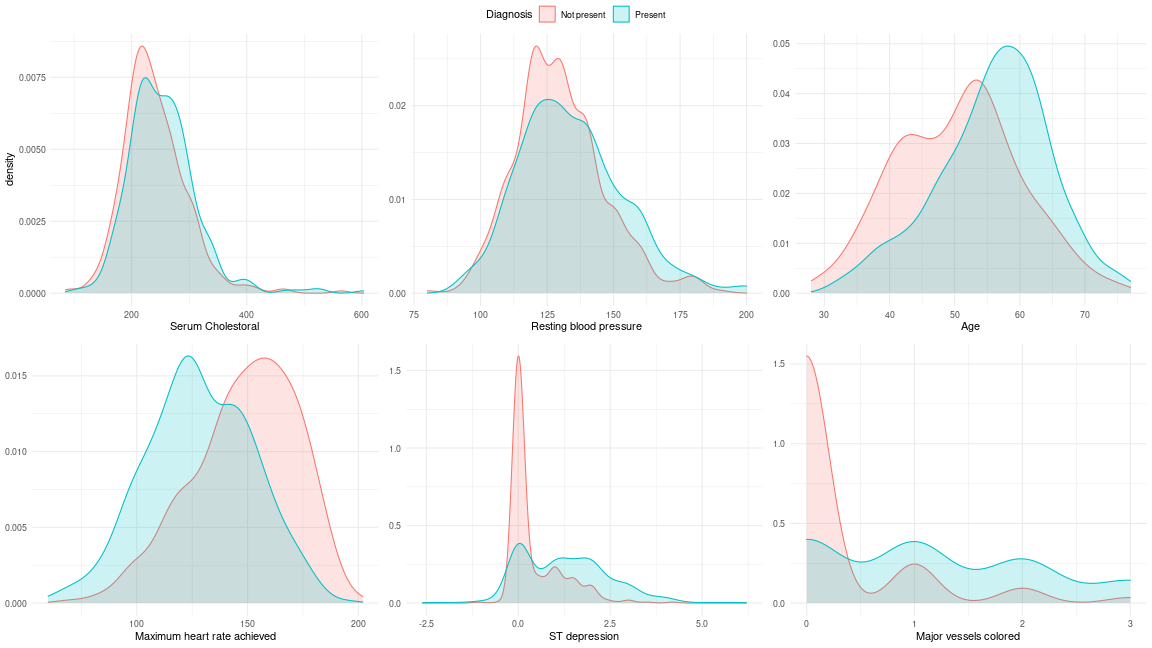 Diagnosis Not present Present
density
0.0000
0.0025
0.0050
0.0075
200 400 600
Serum Cholestoral
0.00
0.01
0.02
75 100 125 150 175 200
Resting blood pressure
0.00
0.01
0.02
0.03
0.04
0.05
30 40 50 60 70
Age
0.000
0.005
0.010
0.015
100 150 200
Maximum heart rate achieved
0.0
0.5
1.0
1.5
-2.5 0.0 2.5 5.0
ST depression
0.0
0.5
1.0
1.5
0 1 2 3
Major vessels colored